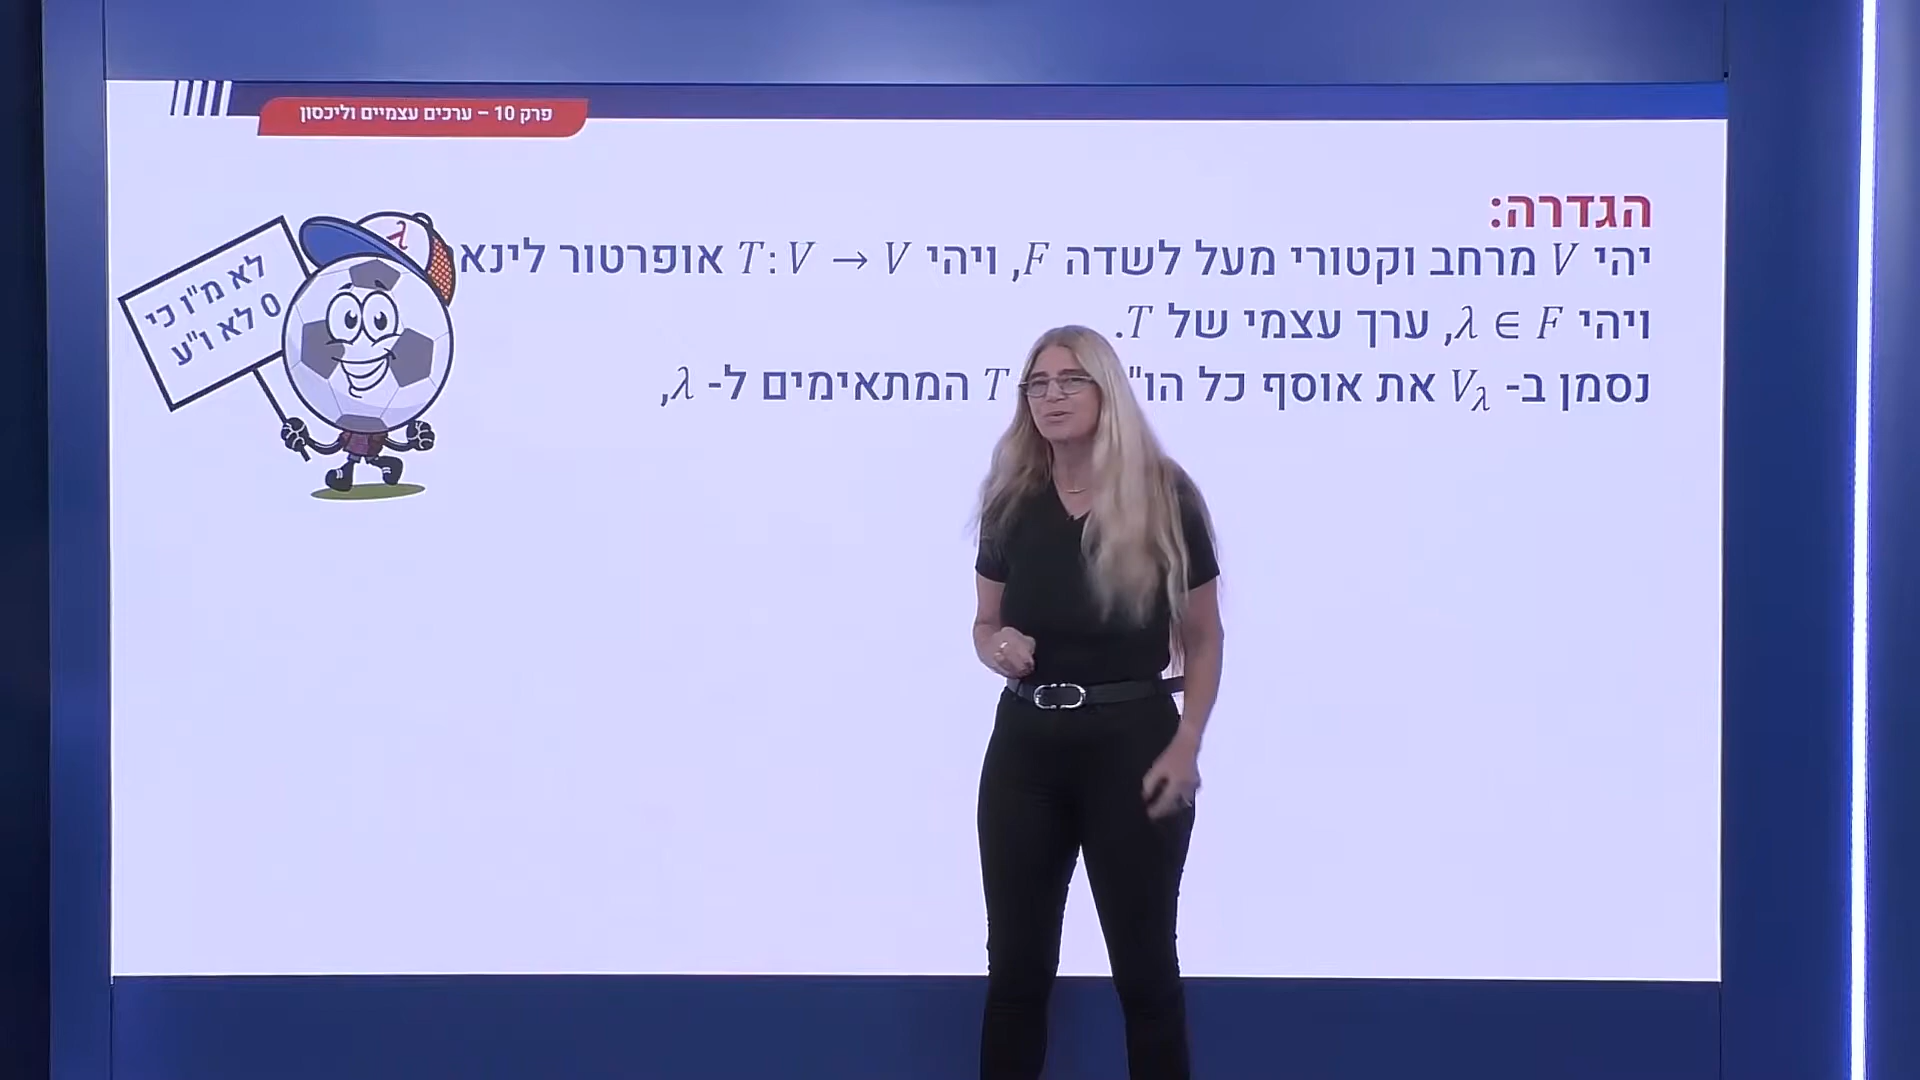 פרק 10 – ערכים עצמיים וליכסון
הגדרה:
יהי V מרחב וקטורי מעל לשדה F, ויהי T: V → V אופרטור
ויהי λ ∈ F, ערך עצמי של T.
נסמן ב- V_λ את אוסף כל הו" T המתאימים ל- λ,
לא מ"ו כי
0 לא ו"ע
λ